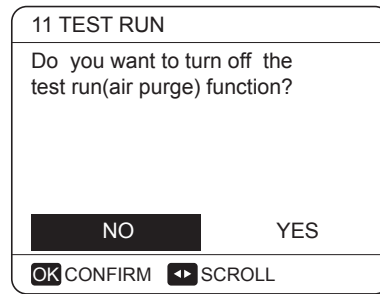 11 TEST RUN
Do you want to turn off the
test run(air purge) function?
NO YES
OK CONFIRM ◄► SCROLL